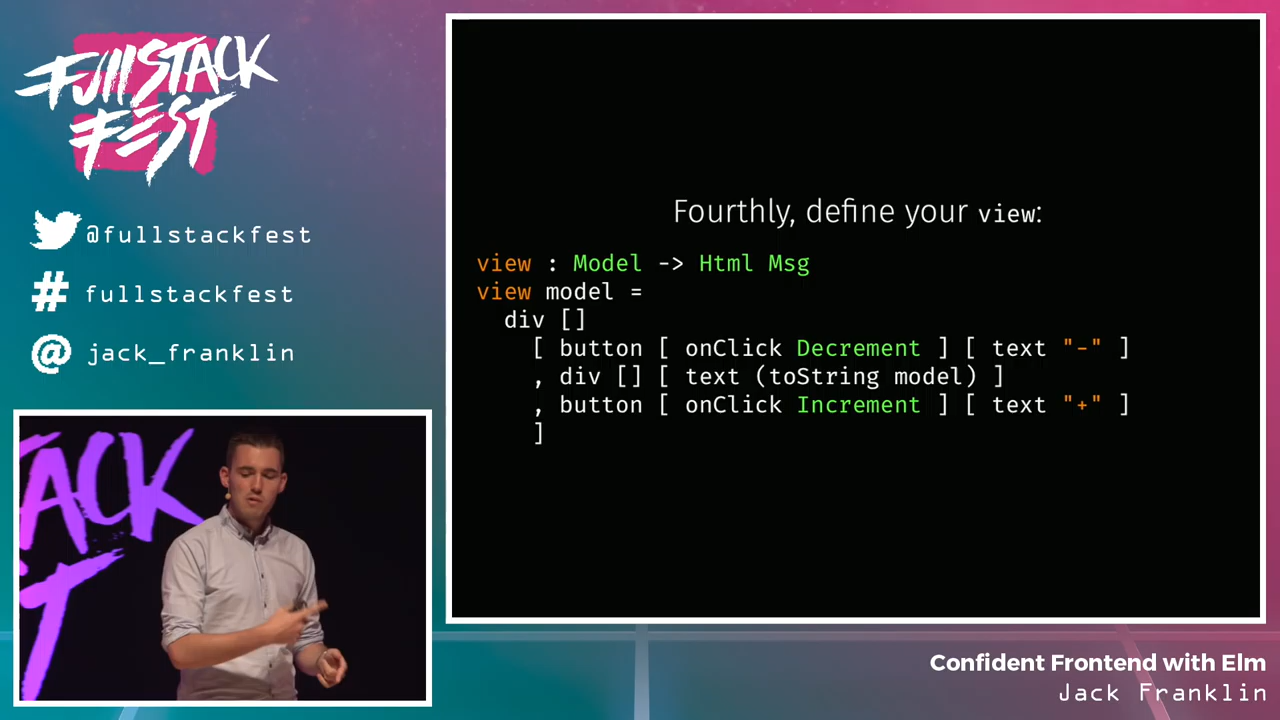 FullSTACK
FEST
@fullstackfest
# fullstackfest
@ jack_franklin
ACK
T
Fourthly, define your view:
view : Model -> Html Msg
view model =
  div []
    [ button [ onClick Decrement ] [ text "-" ]
    , div [] [ text (toString model) ]
    , button [ onClick Increment ] [ text "+" ]
    ]
Confident Frontend with Elm
Jack Franklin